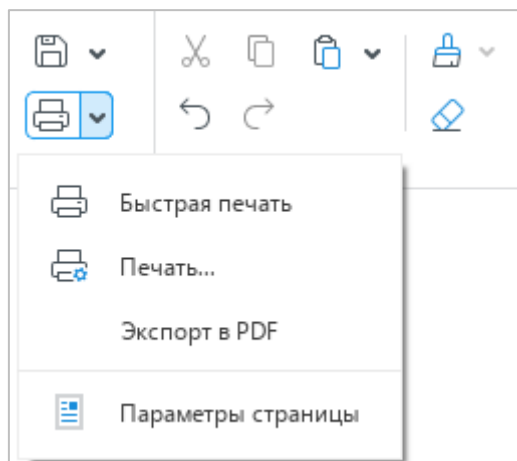 Быстрая печать
Печать...
Экспорт в PDF
Параметры страницы